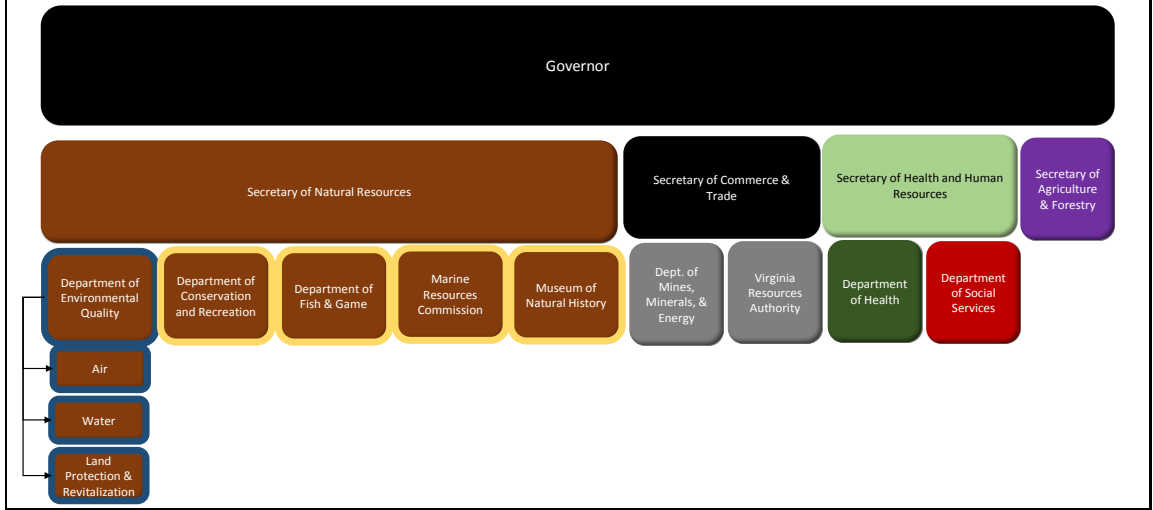 Governor
Secretary of Natural Resources
Secretary of Commerce &
Trade
Secretary of Health and Human
Resources
Secretary of
Agriculture
& Forestry
Department of
Environmental
Quality
Department of
Conservation
and Recreation
Department of
Fish & Game
Marine
Resources
Commission
Museum of
Natural History
Dept. of
Mines,
Minerals, &
Energy
Virginia
Resources
Authority
Department
of Health
Department
of Social
Services
Air
Water
Land
Protection &
Revitalization